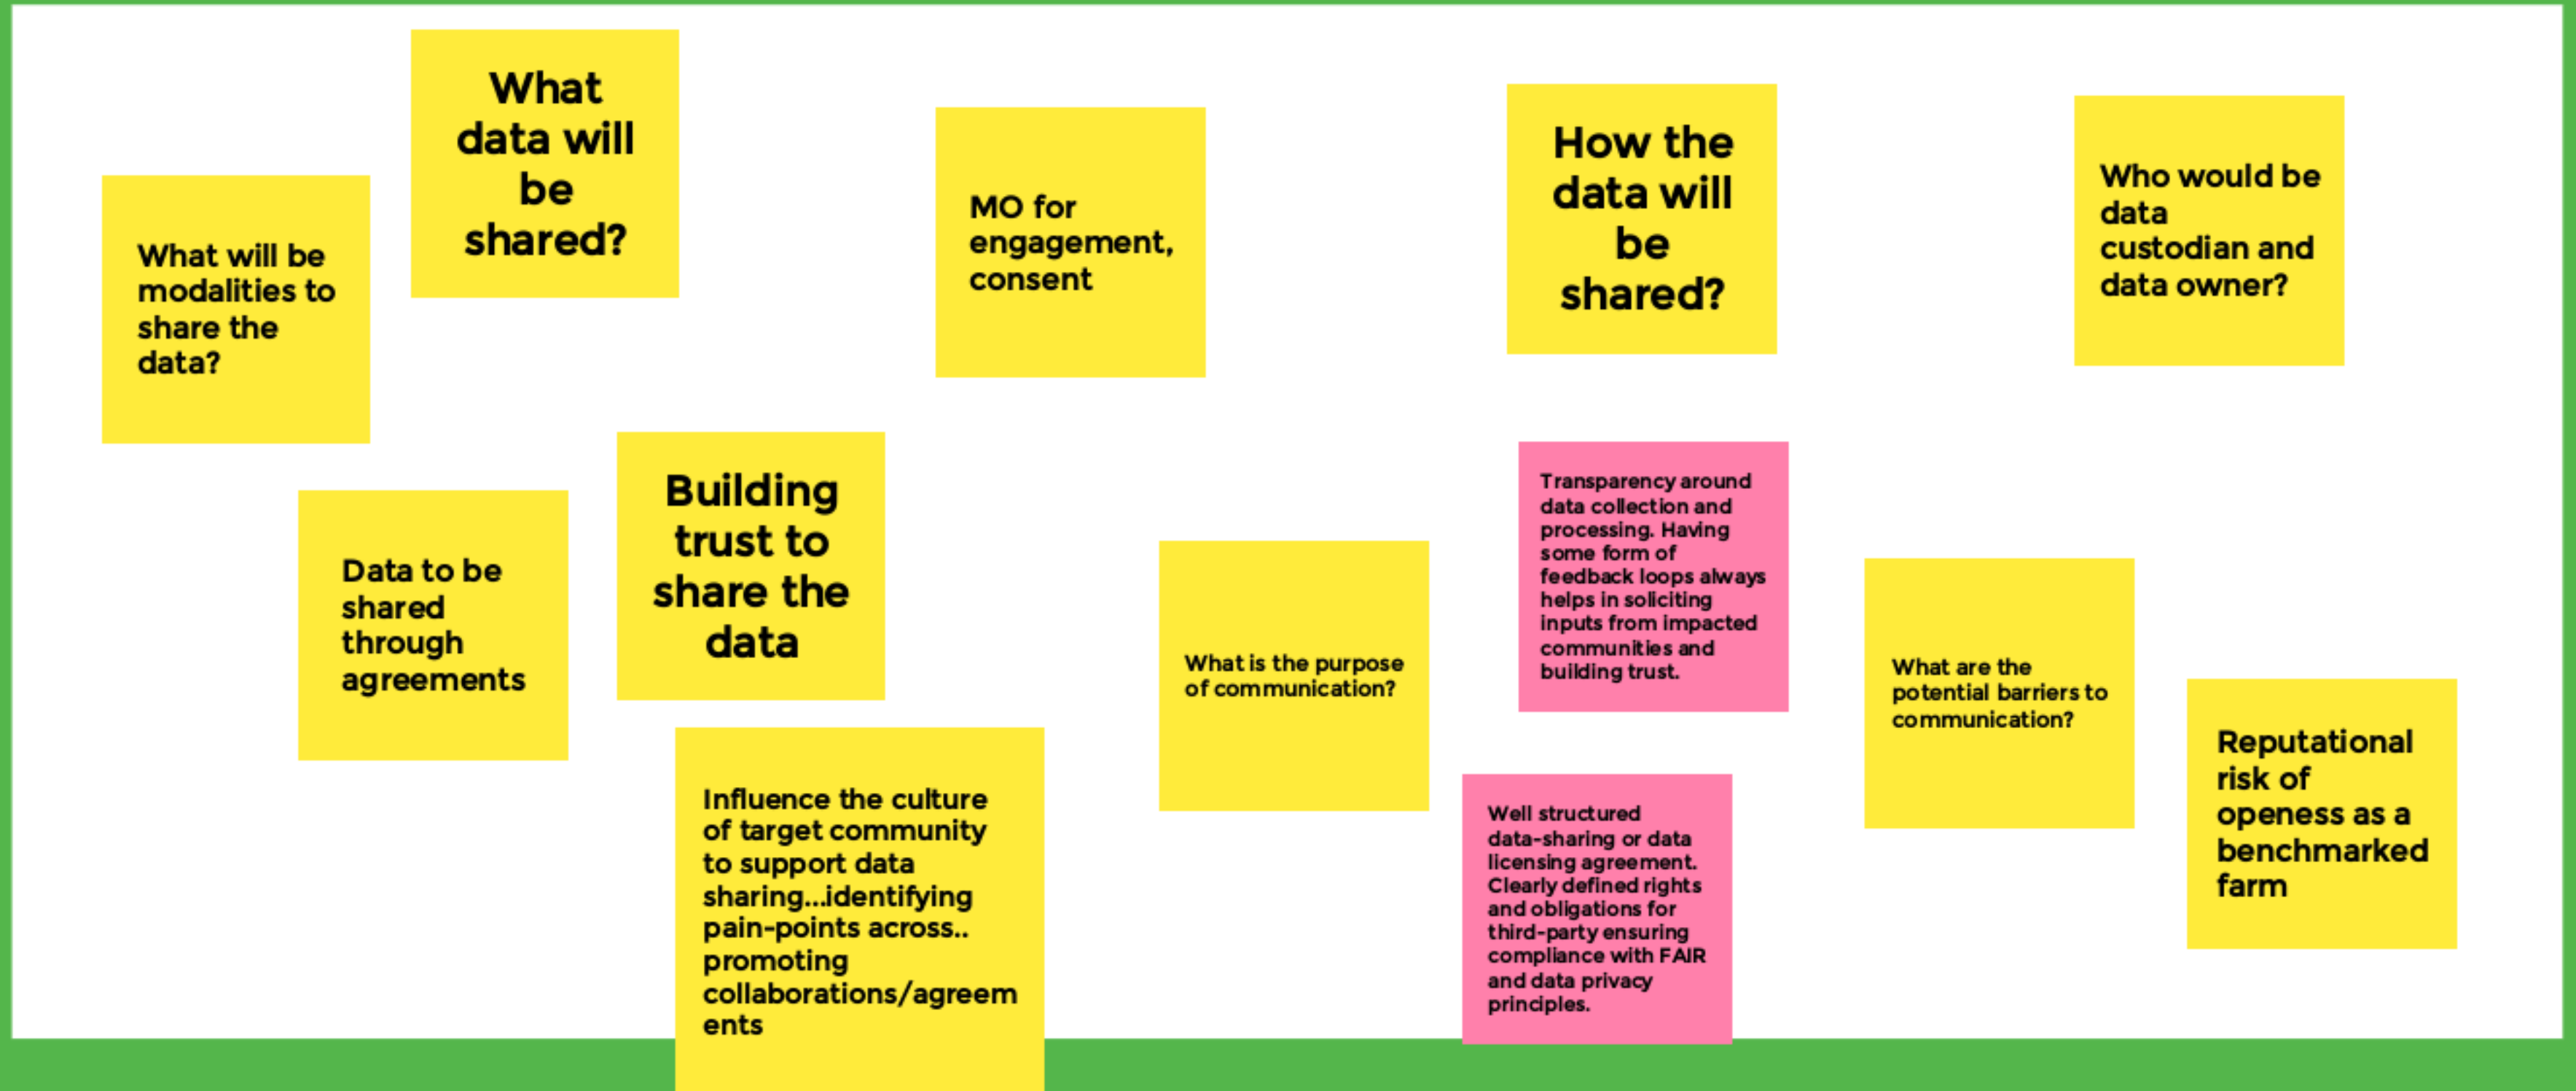 What
data will
be
shared?
What will be
modalities to
share the
data?
MO for
engagement,
consent
How the
data will
be
shared?
Who would be
data
custodian and
data owner?
Data to be
shared
through
agreements
Building
trust to
share the
data
Influence the culture
of target community
to support data
sharing...identifying
pain-points across..
promoting
collaborations/agreem
ents
What is the purpose
of communication?
Transparency around
data collection and
processing. Having
some form of
feedback loops always
helps in soliciting
inputs from impacted
communities and
building trust.
Well structured
data-sharing or data
licensing agreement.
Clearly defined rights
and obligations for
third-party ensuring
compliance with FAIR
and data privacy
principles.
What are the
potential barriers to
communication?
Reputational
risk of
openess as a
benchmarked
farm